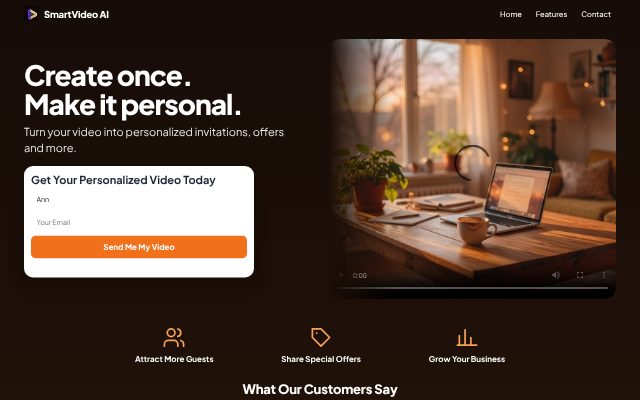 SmartVideo AI
Home
Features
Contact
Create once.
Make it personal.
Turn your video into personalized invitations, offers
and more.
Get Your Personalized Video Today
Ann
Your Email
Send Me My Video
0:00
Attract More Guests
Share Special Offers
Grow Your Business
What Our Customers Say